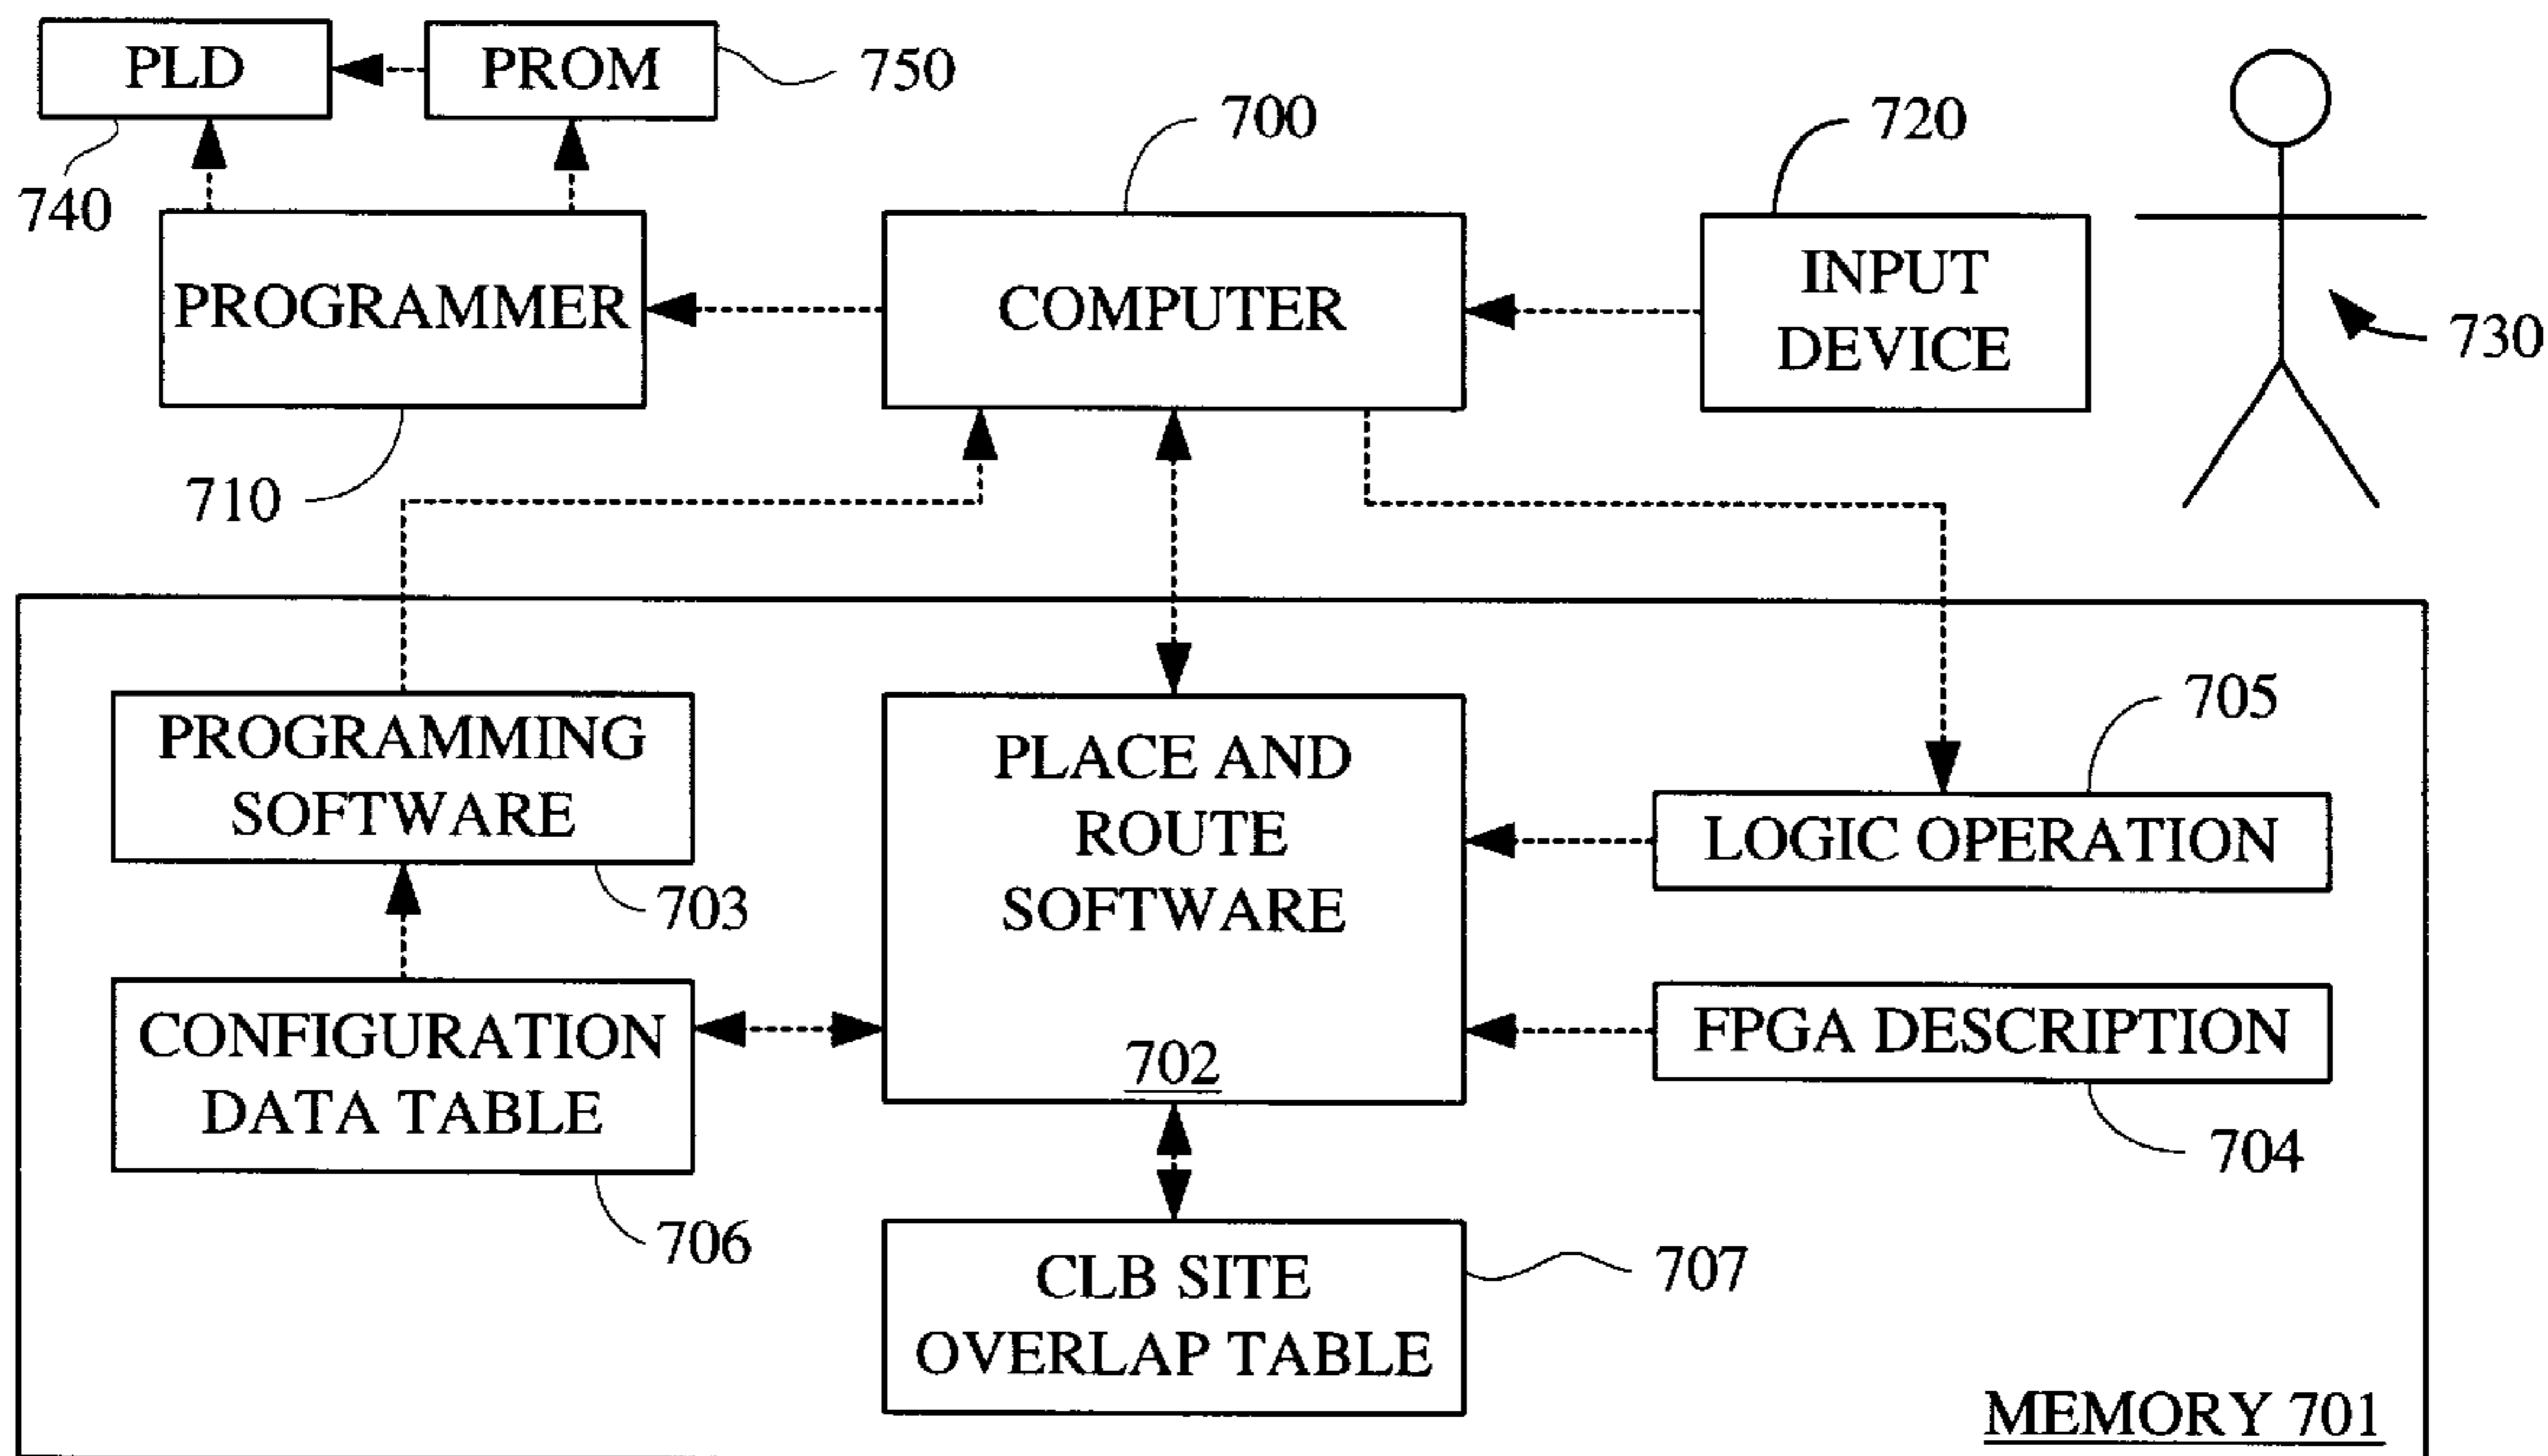 PLD
PROM
750
700
720
740
PROGRAMMER
COMPUTER
INPUT
DEVICE
730
710
PROGRAMMING
SOFTWARE
703
PLACE AND
ROUTE
SOFTWARE
702
705
LOGIC OPERATION
CONFIGURATION
DATA TABLE
706
FPGA DESCRIPTION
704
CLB SITE
OVERLAP TABLE
707
MEMORY 701